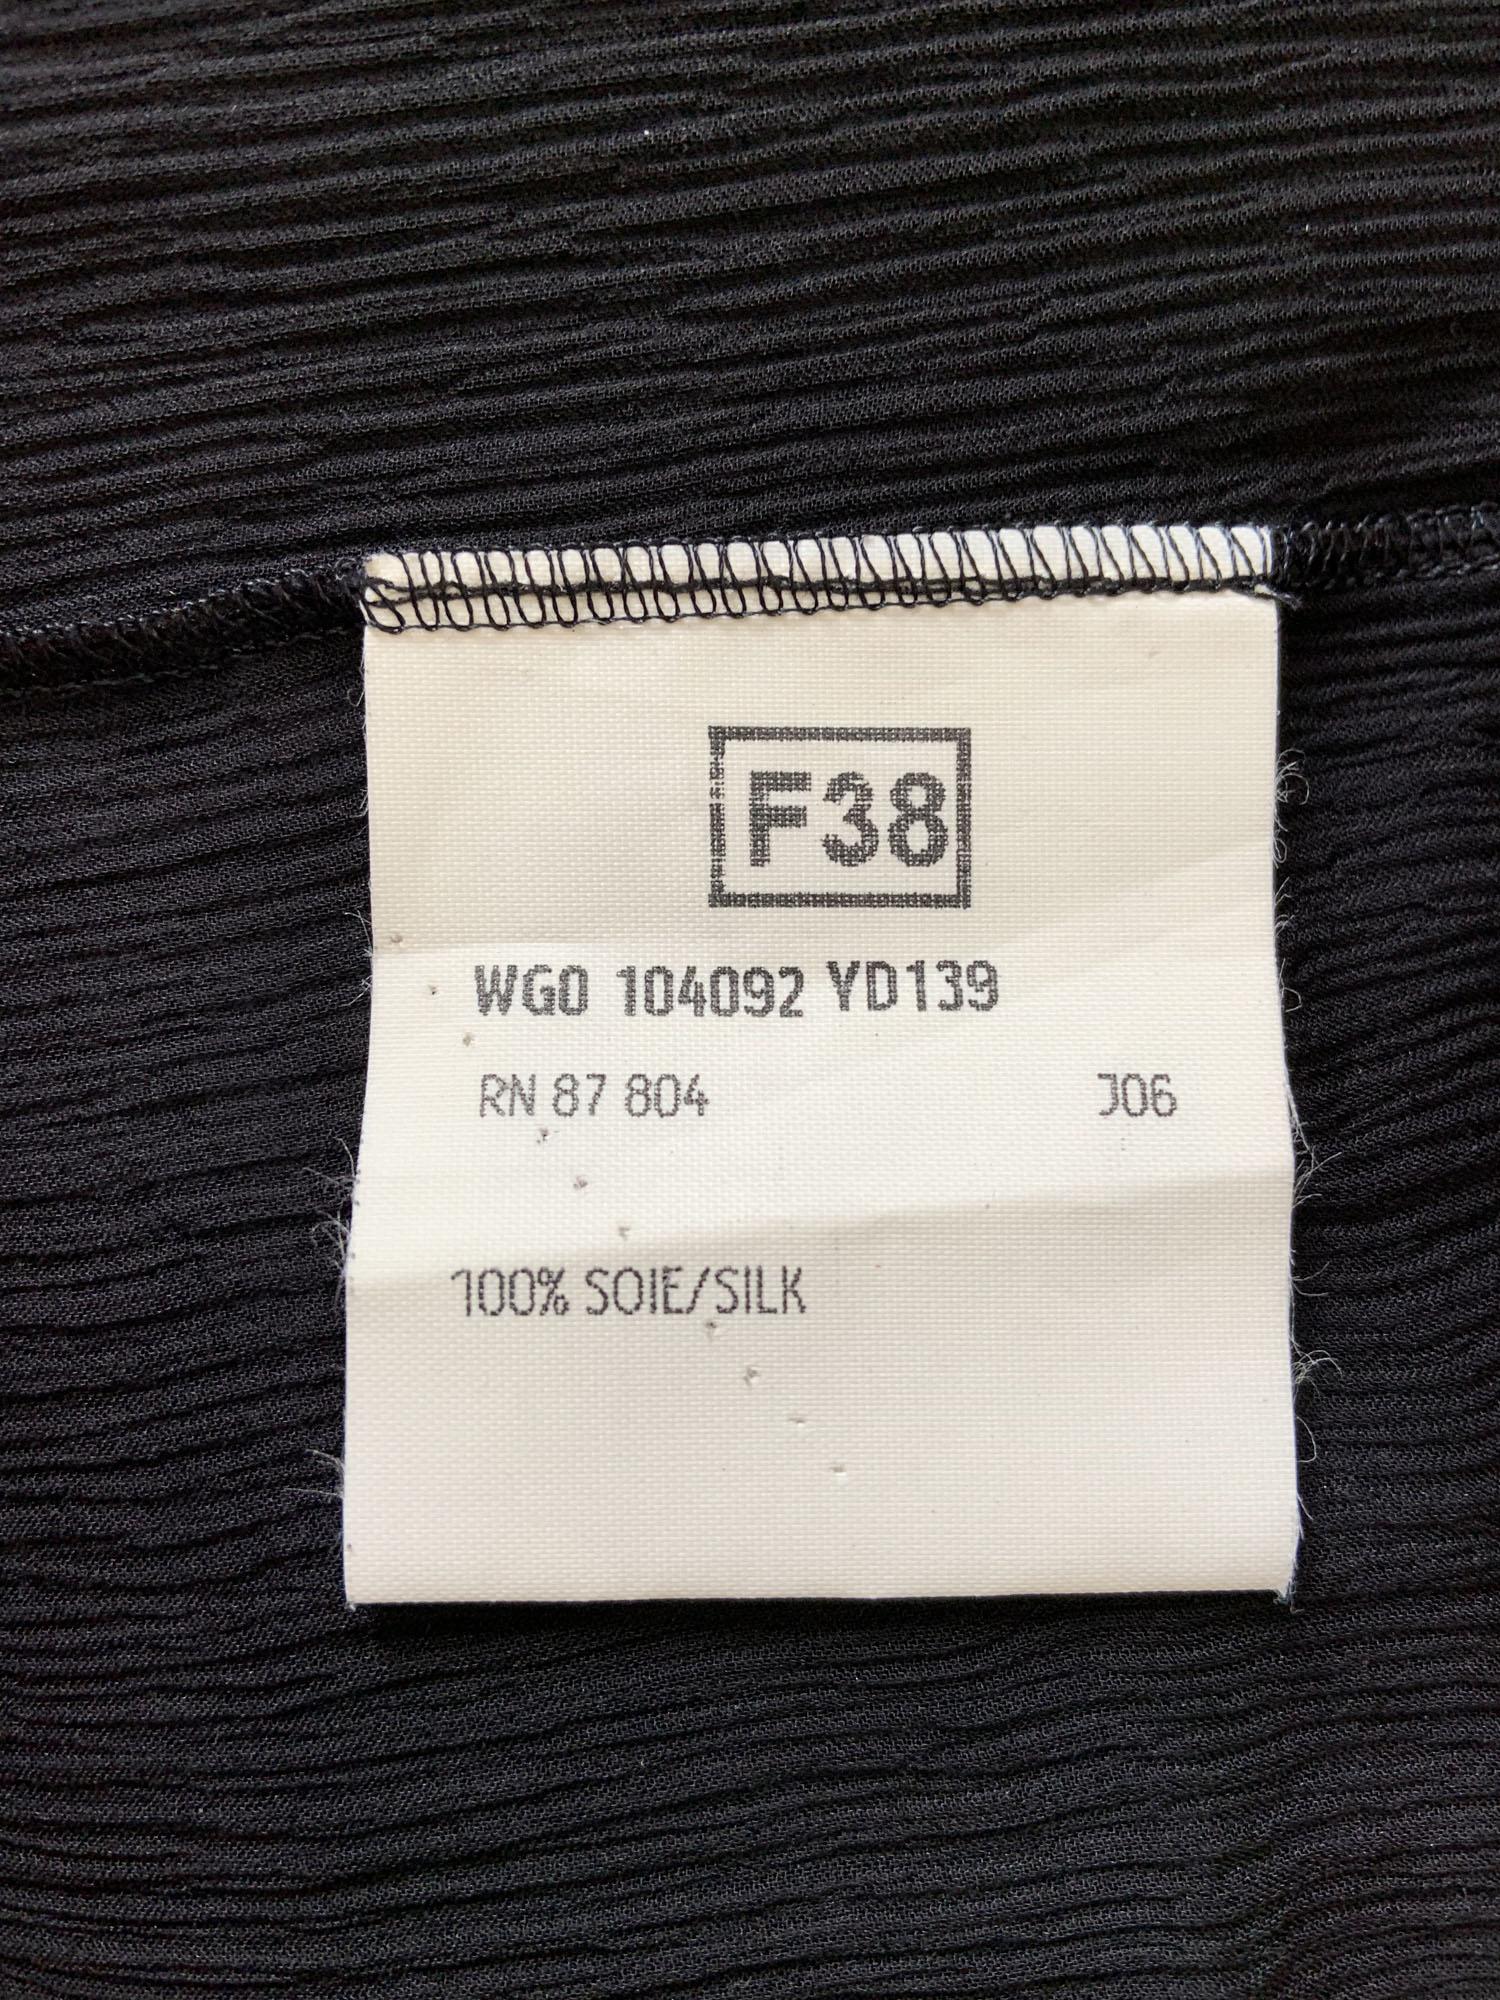 F38
WG0 104092 YD139
RN 87 804 J06
100% SOIE/SILK